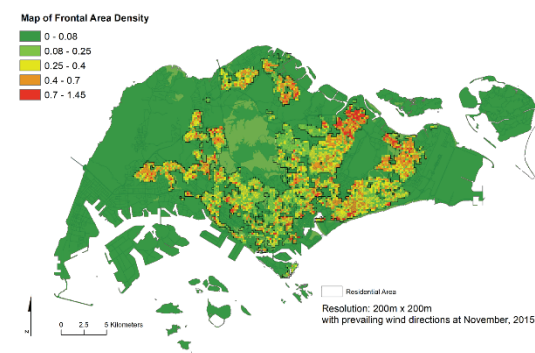 Map of Frontal Area Density
0 - 0.08
0.08 - 0.25
0.25 - 0.4
0.4 - 0.7
0.7 - 1.45
Residential Area
Resolution: 200m x 200m
with prevailing wind directions at November, 2015
N
0 2.5 5 Kilometers